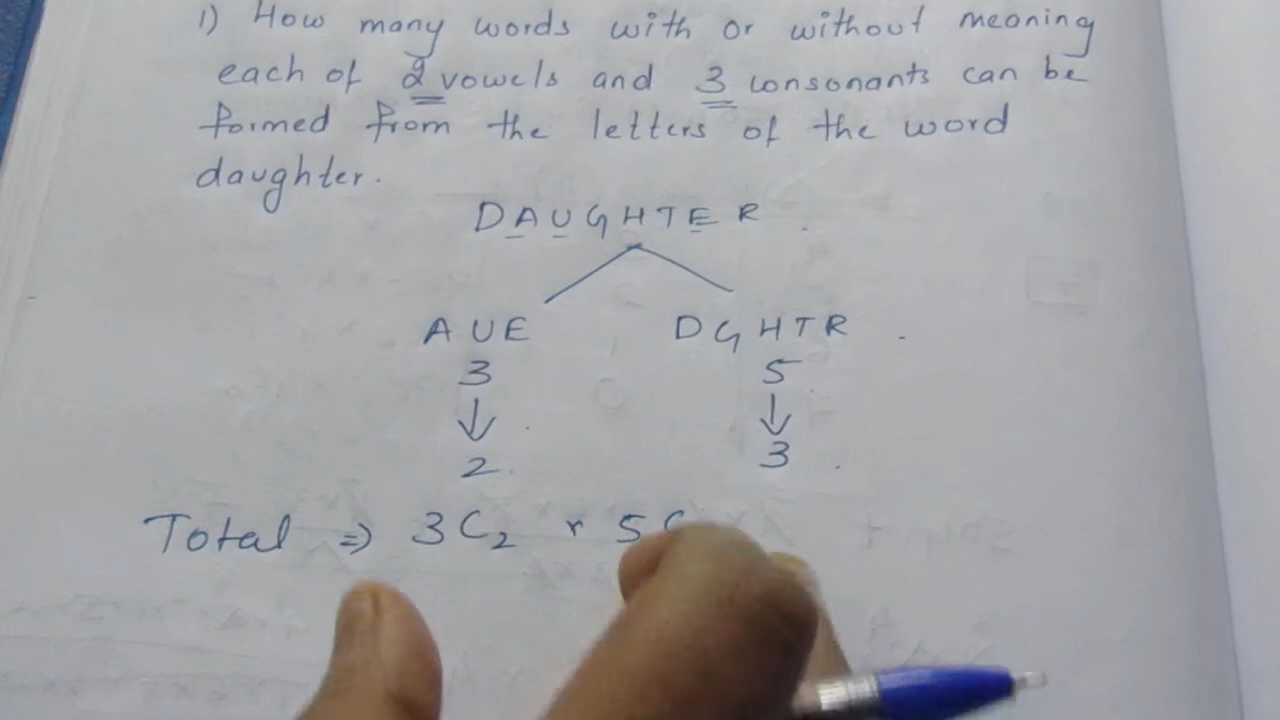 1) How many words with or without meoning
each of 2 vowels and 3 consonants can be
formed from the letters of the word
daughter.
DAUGHTER
AUE DGHTR
3 5
↓ ↓
2 3
Total => 3C2 × 5C